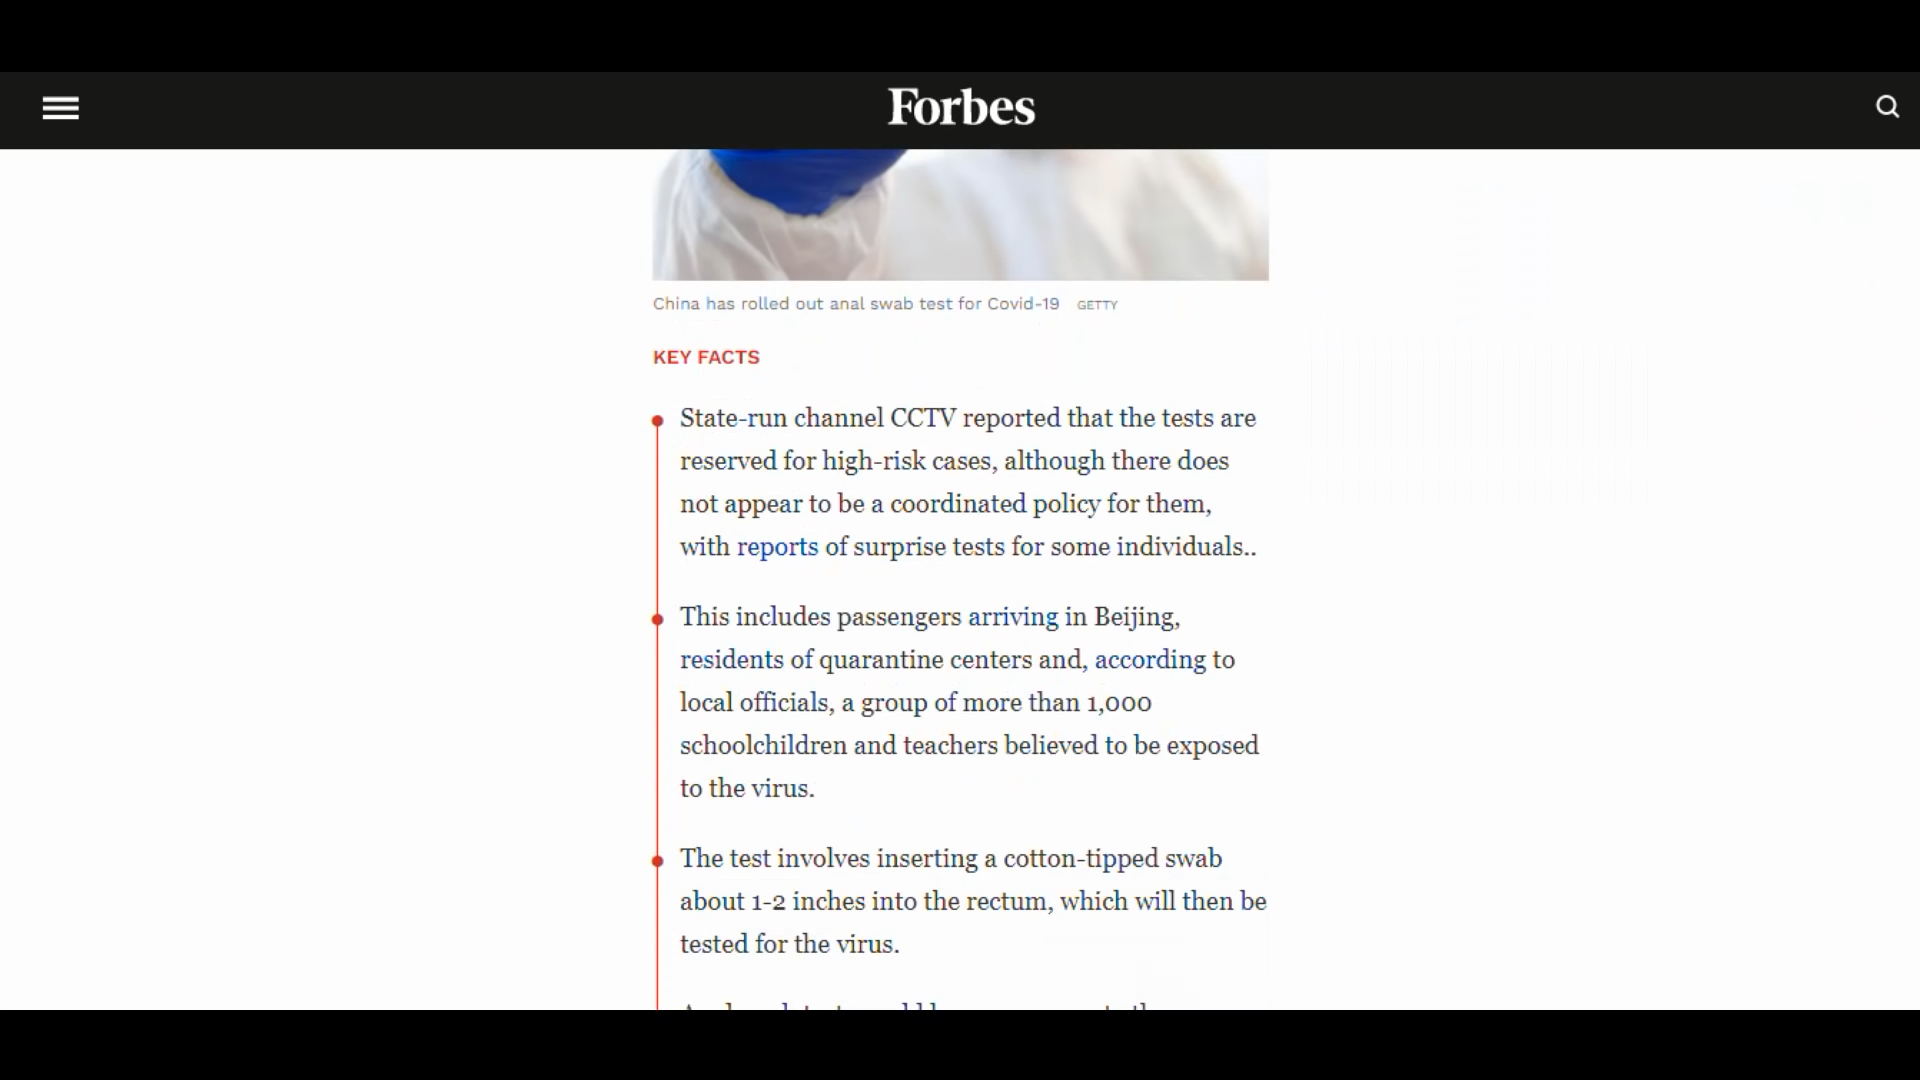 Forbes
China has rolled out anal swab test for Covid-19 GETTY
KEY FACTS
State-run channel CCTV reported that the tests are
reserved for high-risk cases, although there does
not appear to be a coordinated policy for them,
with reports of surprise tests for some individuals..
This includes passengers arriving in Beijing,
residents of quarantine centers and, according to
local officials, a group of more than 1,000
schoolchildren and teachers believed to be exposed
to the virus.
The test involves inserting a cotton-tipped swab
about 1-2 inches into the rectum, which will then be
tested for the virus.